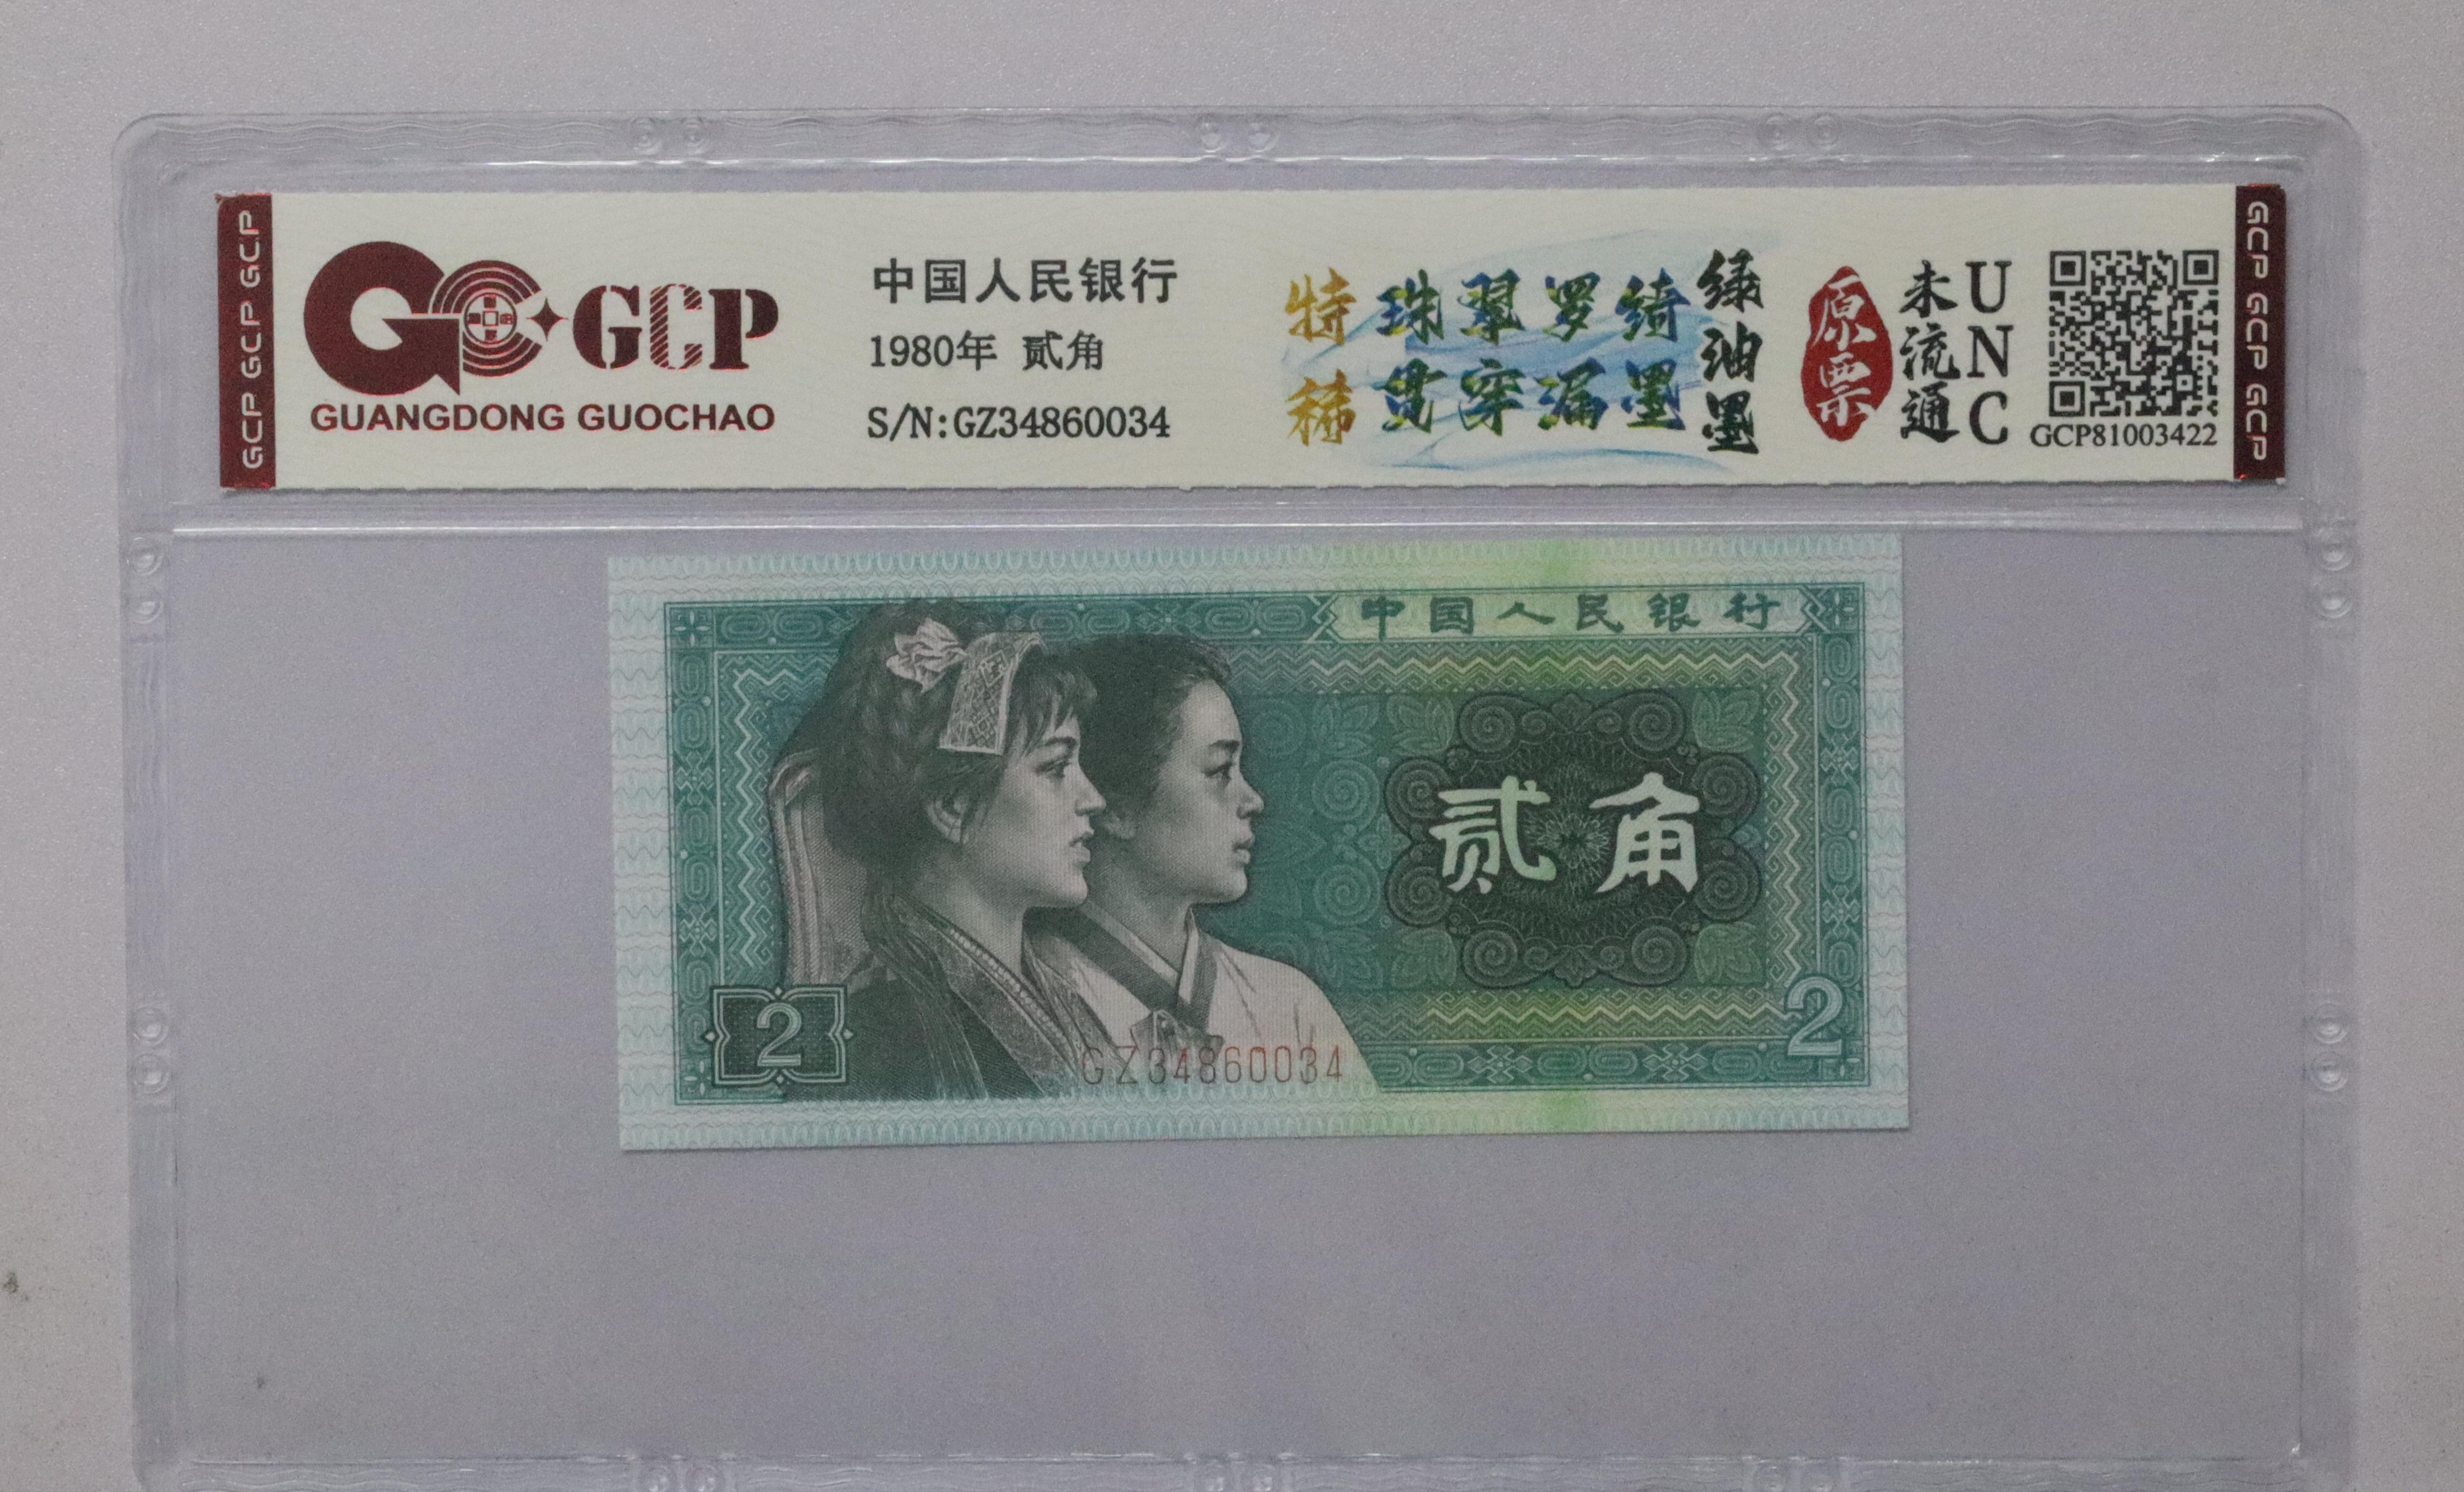 GCP GCP GCP
GCP
GUANGDONG GUOCHAO
中国人民银行
1980年 贰角
S/N:GZ34860034
特稀
珠翠罗绮
贯穿漏墨
绿油墨
原票
未流通
UNC
GCP81003422
GCP GCP GCP GCP
中国人民银行
贰角
2
GZ34860034
2